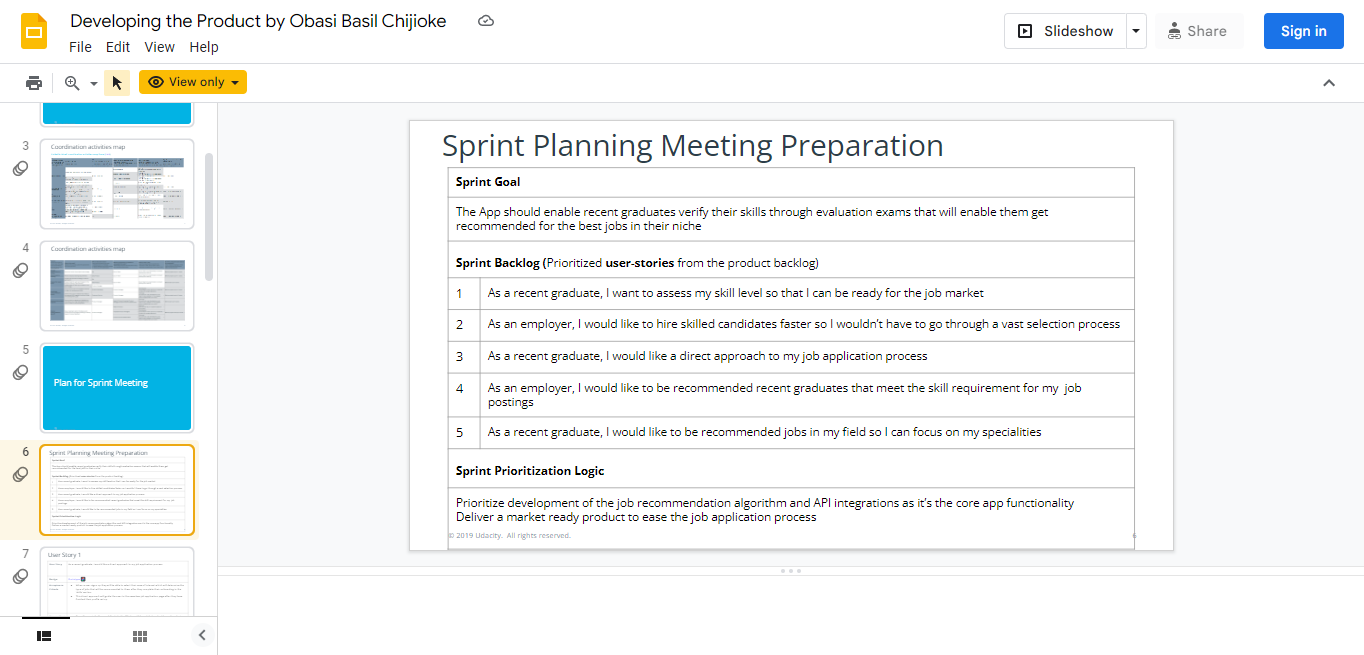 Developing the Product by Obasi Basil Chijioke
File Edit View Help
Slideshow
Share
Sign in
View only
3
Coordination activities map
4
Coordination activities map
5
Plan for Sprint Meeting
6
Sprint Planning Meeting Preparation
7
User Story 1
Sprint Planning Meeting Preparation
Sprint Goal
The App should enable recent graduates verify their skills through evaluation exams that will enable them get
recommended for the best jobs in their niche
Sprint Backlog (Prioritized user-stories from the product backlog)
1 As a recent graduate, I want to assess my skill level so that I can be ready for the job market
2 As an employer, I would like to hire skilled candidates faster so I wouldn't have to go through a vast selection process
3 As a recent graduate, I would like a direct approach to my job application process
4 As an employer, I would like to be recommended recent graduates that meet the skill requirement for my job
postings
5 As a recent graduate, I would like to be recommended jobs in my field so I can focus on my specialities
Sprint Prioritization Logic
Prioritize development of the job recommendation algorithm and API integrations as it's the core app functionality
Deliver a market ready product to ease the job application process
© 2019 Udacity. All rights reserved.
6